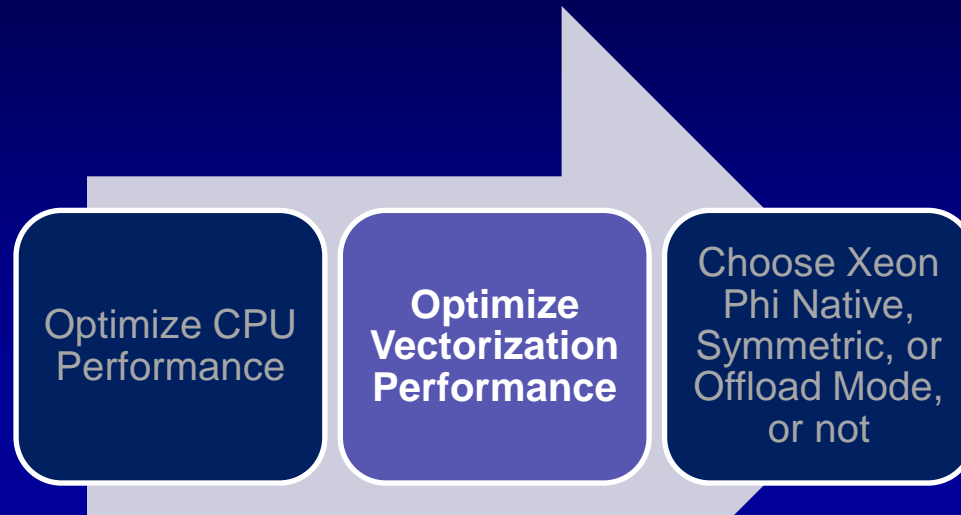 Optimize CPU
Performance
Optimize
Vectorization
Performance
Choose Xeon
Phi Native,
Symmetric, or
Offload Mode,
or not